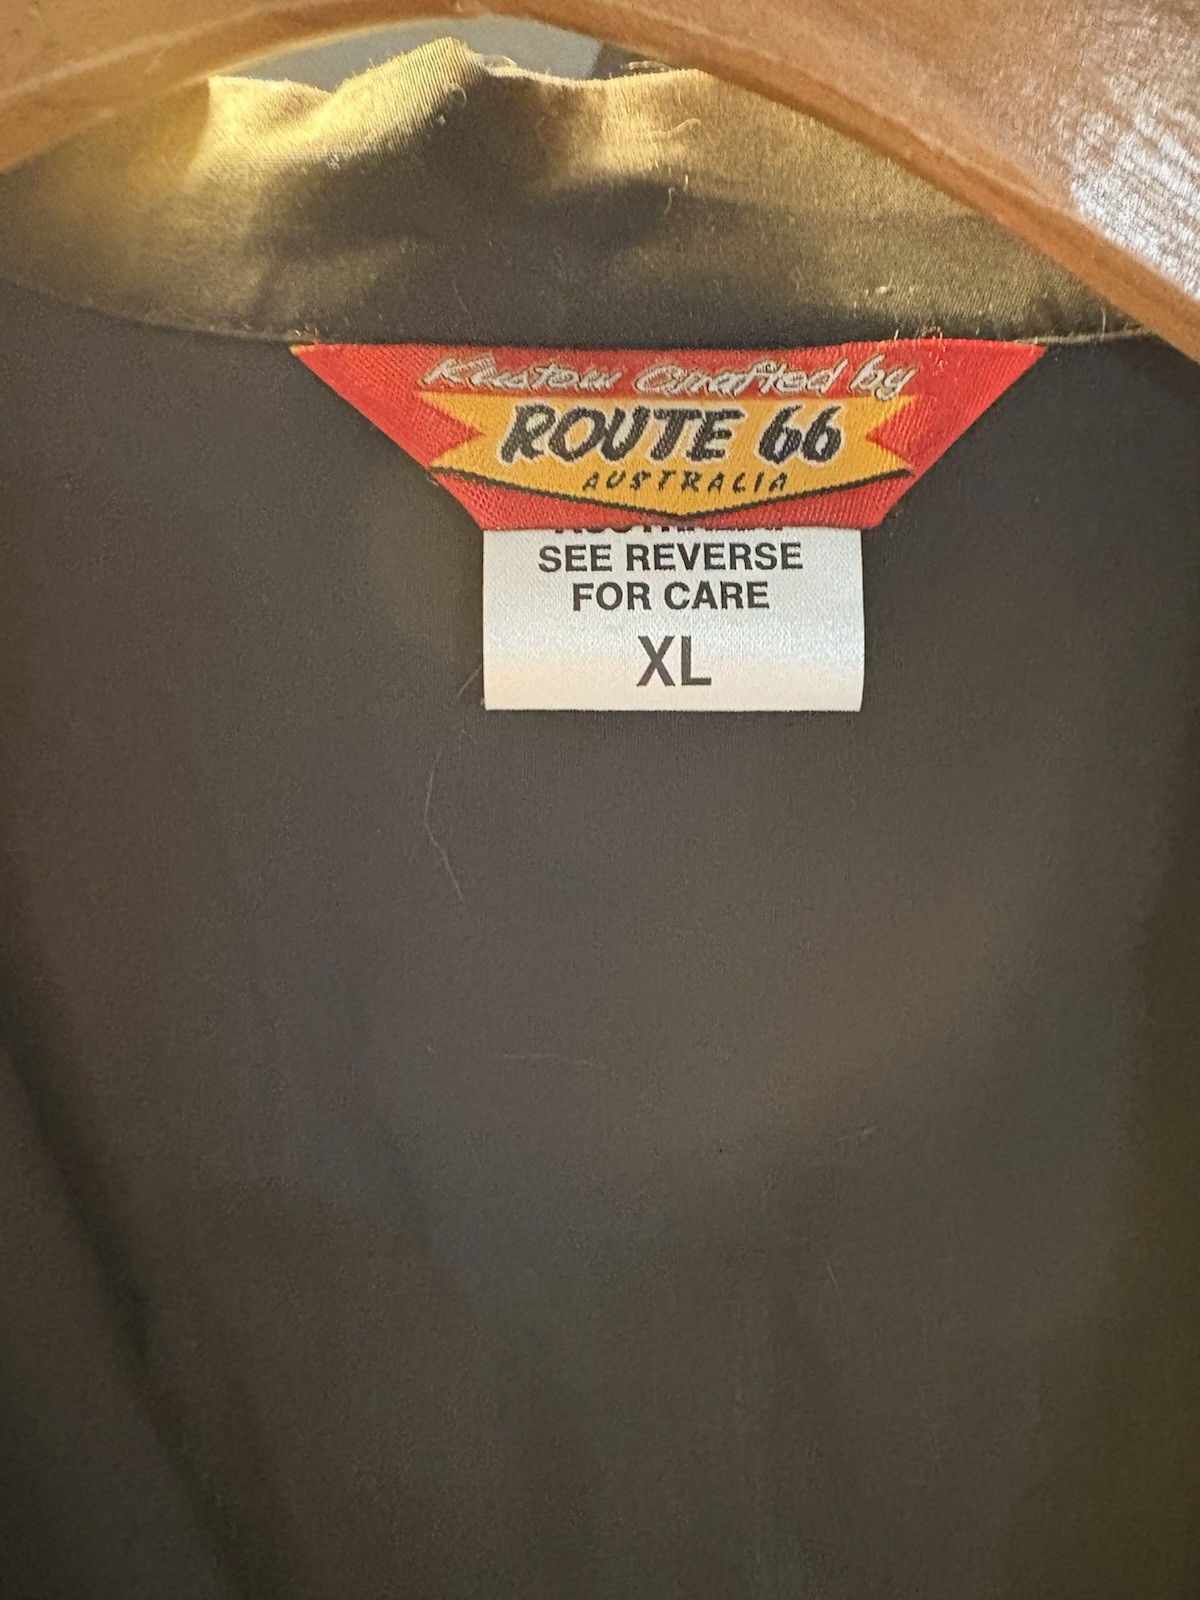 Kustom Crafted by
ROUTE 66
AUSTRALIA
SEE REVERSE
FOR CARE
XL